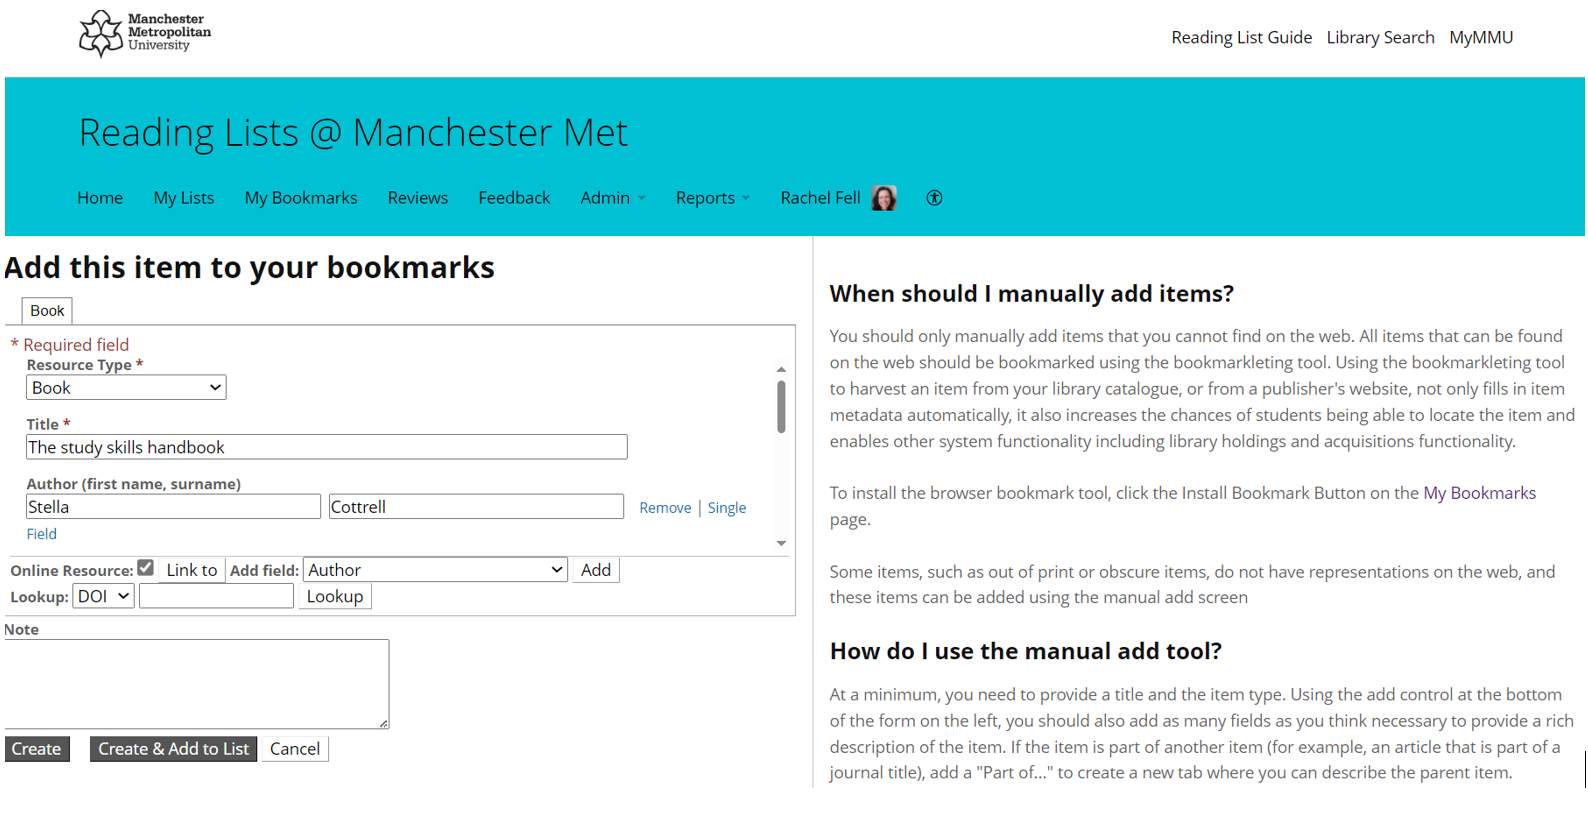 Manchester
Metropolitan
University
Reading List Guide Library Search MyMMU
Reading Lists @ Manchester Met
Home My Lists My Bookmarks Reviews Feedback Admin Reports Rachel Fell
Add this item to your bookmarks
Book
* Required field
Resource Type *
Book
Title *
The study skills handbook
Author (first name, surname)
Stella Cottrell Remove | Single
Field
Online Resource: Link to Add field: Author Add
Lookup: DOI Lookup
Note
Create Create & Add to List Cancel
When should I manually add items?
You should only manually add items that you cannot find on the web. All items that can be found
on the web should be bookmarked using the bookmarkleting tool. Using the bookmarkleting tool
to harvest an item from your library catalogue, or from a publisher's website, not only fills in item
metadata automatically, it also increases the chances of students being able to locate the item and
enables other system functionality including library holdings and acquisitions functionality.
To install the browser bookmark tool, click the Install Bookmark Button on the My Bookmarks
page.
Some items, such as out of print or obscure items, do not have representations on the web, and
these items can be added using the manual add screen
How do I use the manual add tool?
At a minimum, you need to provide a title and the item type. Using the add control at the bottom
of the form on the left, you should also add as many fields as you think necessary to provide a rich
description of the item. If the item is part of another item (for example, an article that is part of a
journal title), add a "Part of..." to create a new tab where you can describe the parent item.